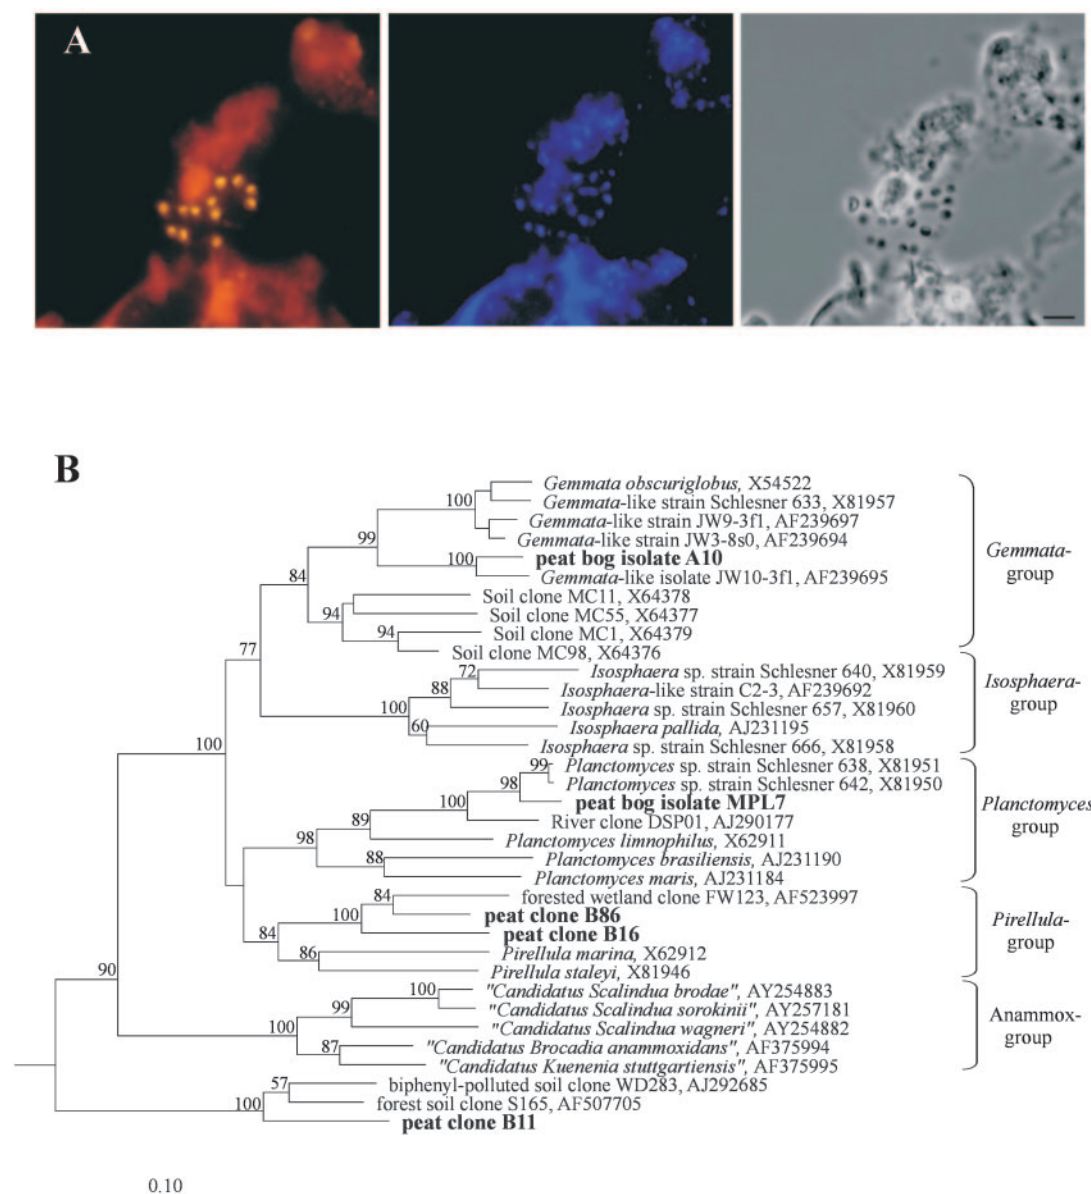 A
B
100
Gemmata obscuriglobus, X54522
Gemmata-like strain Schlesner 633, X81957
Gemmata-like strain JW9-3f1, AF239697
99
Gemmata-like strain JW3-8s0, AF239694
100
peat bog isolate A10
Gemmata-like isolate JW10-3f1, AF239695
Gemmata-
group
84
Soil clone MC11, X64378
94
Soil clone MC55, X64377
94
Soil clone MC1, X64379
77
Soil clone MC98, X64376
72
Isosphaera sp. strain Schlesner 640, X81959
88
Isosphaera-like strain C2-3, AF239692
100
Isosphaera sp. strain Schlesner 657, X81960
60
Isosphaera pallida, AJ231195
Isosphaera sp. strain Schlesner 666, X81958
Isosphaera-
group
100
99
Planctomyces sp. strain Schlesner 638, X81951
98
Planctomyces sp. strain Schlesner 642, X81950
100
peat bog isolate MPL7
89
River clone DSP01, AJ290177
98
Planctomyces limnophilus, X62911
88
Planctomyces brasiliensis, AJ231190
Planctomyces maris, AJ231184
Planctomyces
group
84
forested wetland clone FW123, AF523997
100
peat clone B86
84
peat clone B16
86
Pirellula marina, X62912
Pirellula staleyi, X81946
Pirellula-
group
90
100
"Candidatus Scalindua brodae", AY254883
99
"Candidatus Scalindua sorokinii", AY257181
100
"Candidatus Scalindua wagneri", AY254882
87
"Candidatus Brocadia anammoxidans", AF375994
"Candidatus Kuenenia stuttgartiensis", AF375995
Anammox-
group
57
biphenyl-polluted soil clone WD283, AJ292685
100
forest soil clone S165, AF507705
peat clone B11
0.10